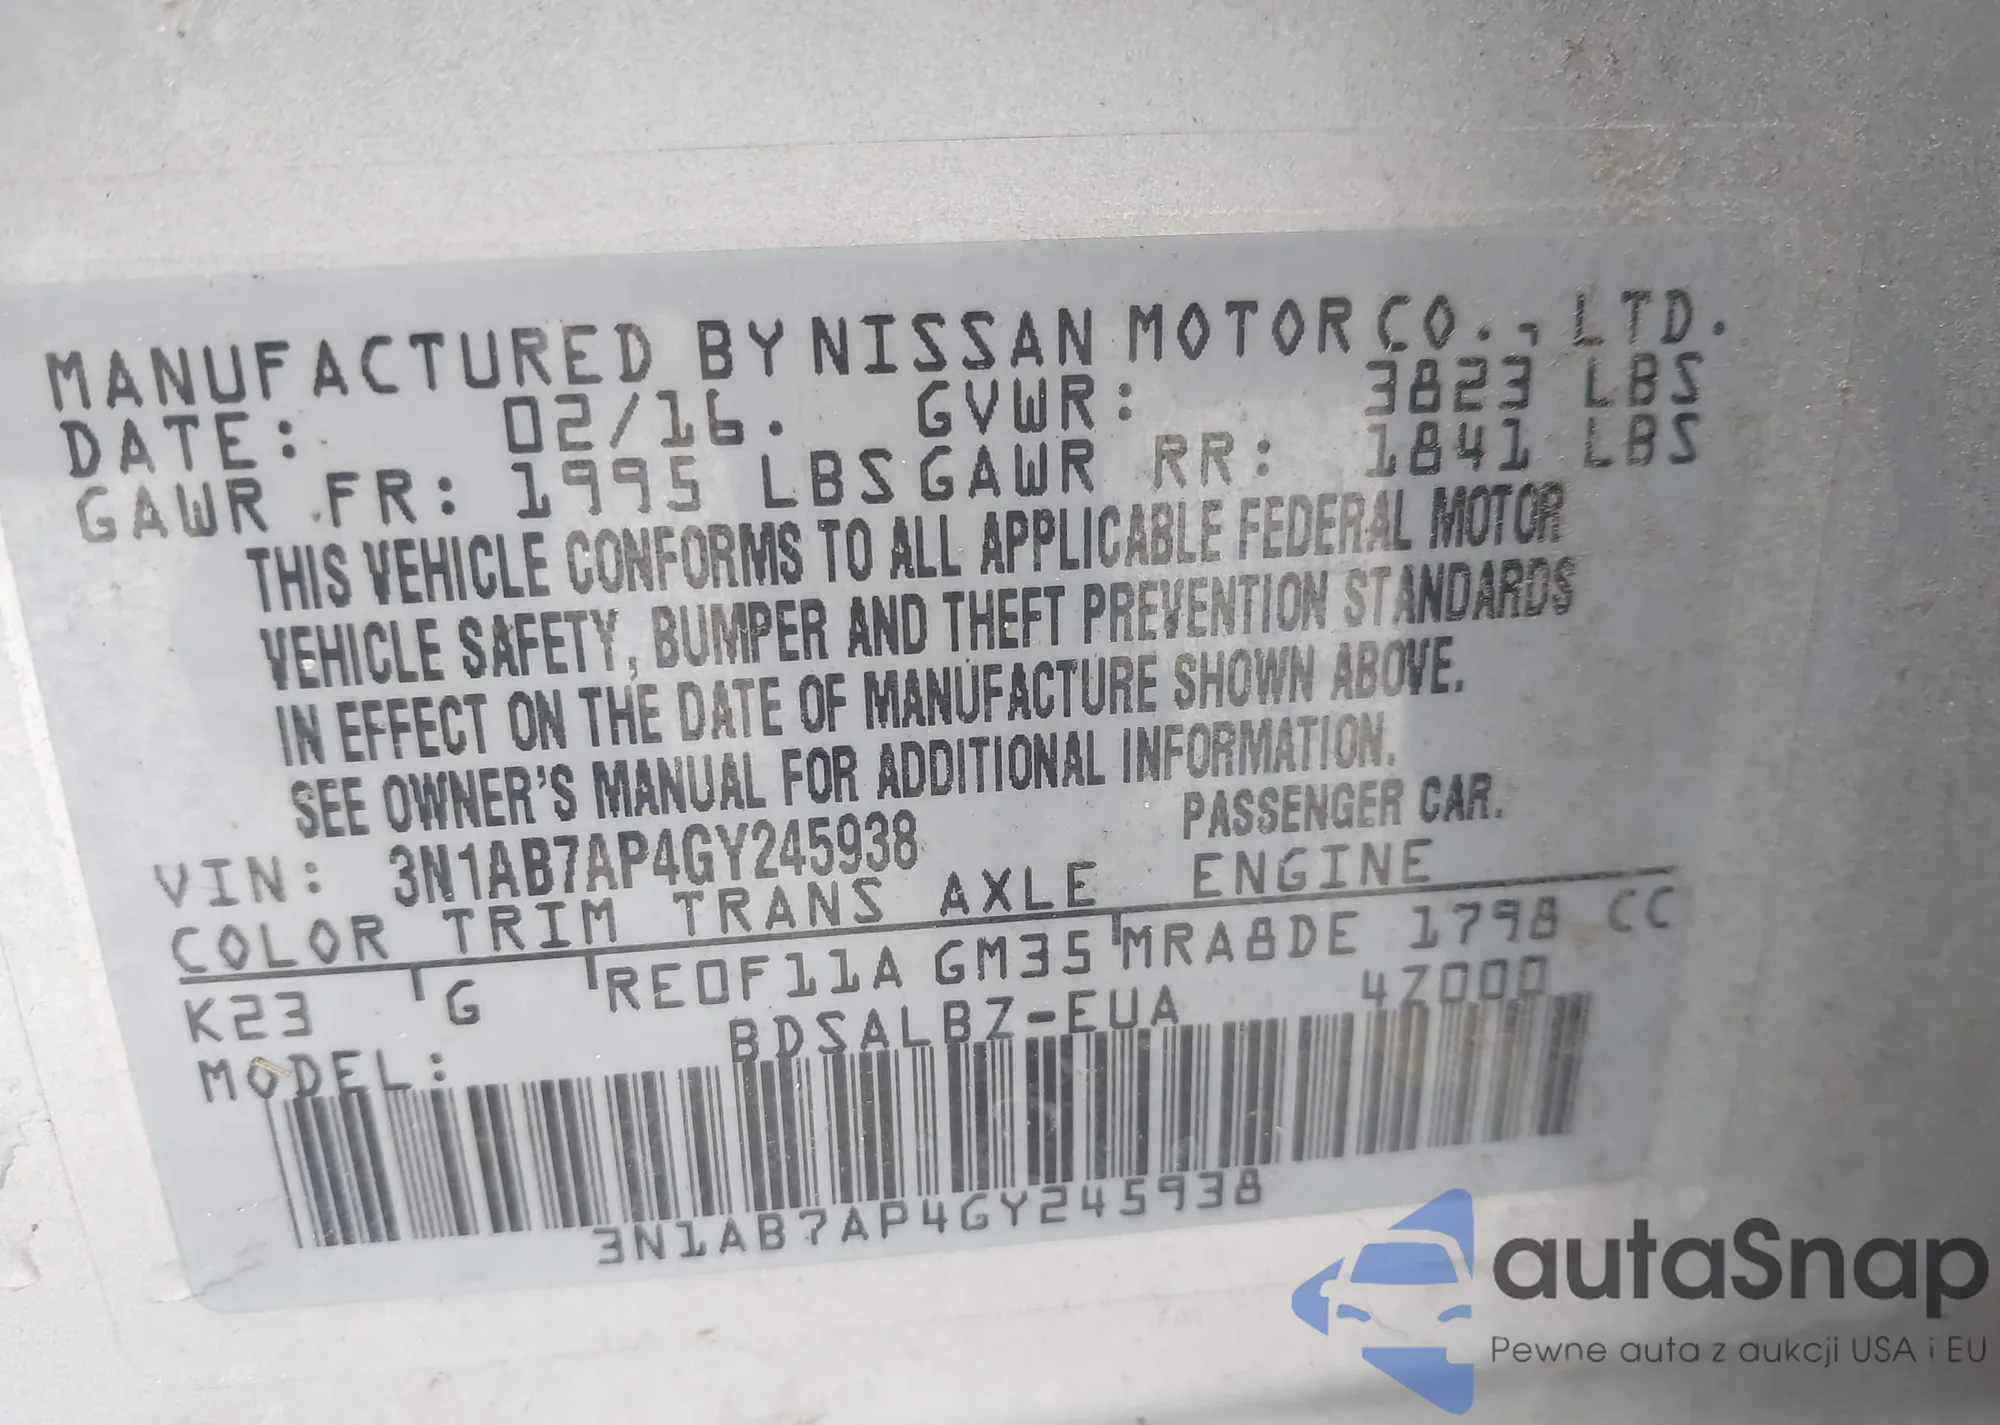 MANUFACTURED BY NISSAN MOTOR CO., LTD.
DATE: 02/16. GVWR: 3823 LBS
GAWR FR: 1995 LBS GAWR RR: 1841 LBS
THIS VEHICLE CONFORMS TO ALL APPLICABLE FEDERAL MOTOR
VEHICLE SAFETY, BUMPER AND THEFT PREVENTION STANDARDS
IN EFFECT ON THE DATE OF MANUFACTURE SHOWN ABOVE.
SEE OWNER'S MANUAL FOR ADDITIONAL INFORMATION.
VIN: 3N1AB7AP4GY245938 PASSENGER CAR.
COLOR TRIM TRANS AXLE ENGINE
K23 G RE0F11A GM35 MRA8DE 1798 CC
MODEL: BDSALBZ-EUA 4Z000
3N1AB7AP4GY245938
autaSnap
Pewne auta z aukcji USA i EU